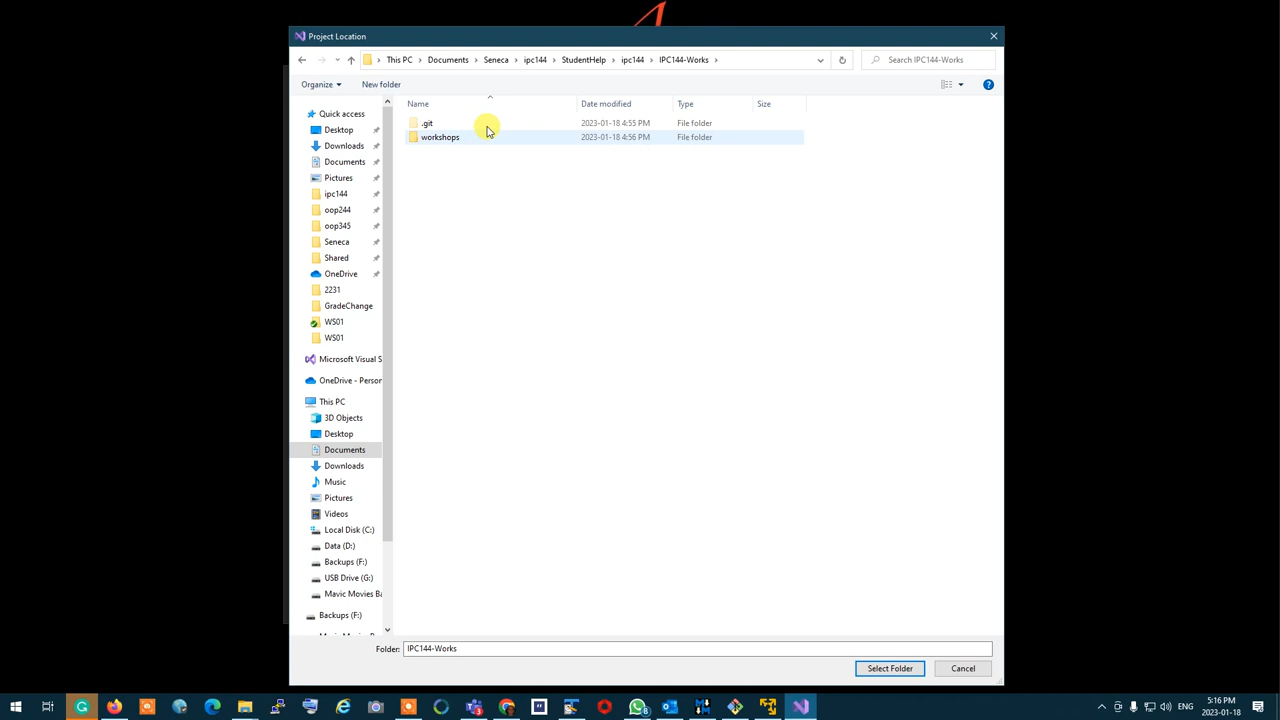 Project Location
This PC > Documents > Seneca > ipc144 > StudentHelp > ipc144 > IPC144-Works >
Search IPC144-Works
Organize
New folder
Name
Date modified
Type
Size
.git
2023-01-18 4:55 PM
File folder
workshops
2023-01-18 4:56 PM
File folder
Quick access
Desktop
Downloads
Documents
Pictures
ipc144
oop244
oop345
Seneca
Shared
OneDrive
2231
GradeChange
WS01
WS01
Microsoft Visual S
OneDrive - Person
This PC
3D Objects
Desktop
Documents
Downloads
Music
Pictures
Videos
Local Disk (C:)
Data (D:)
Backups (F:)
USB Drive (G:)
Mavic Movies Ba
Backups (F:)
Folder:
IPC144-Works
Select Folder
Cancel
5:16 PM
2023-01-18